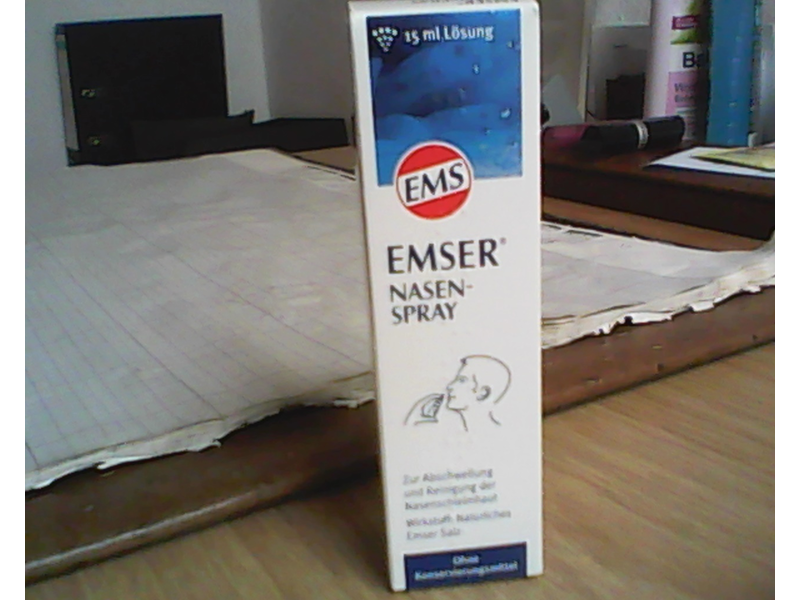 15 ml Lösung
EMS
EMSER®
NASEN-
SPRAY
Zur Abschwellung
und Reinigung der
Nasenschleimhaut
Wirkstoff: Natürliches
Emser Salz
Ohne
Konservierungsmittel